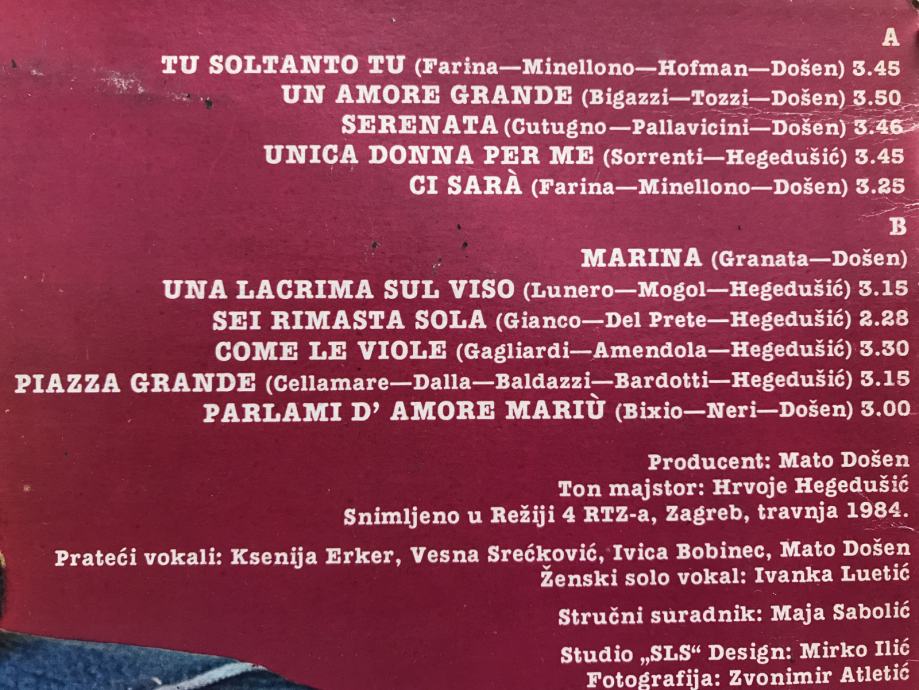 A
TU SOLTANTO TU (Farina—Minellono—Hofman—Došen) 3.45
UN AMORE GRANDE (Bigazzi—Tozzi—Došen) 3.50
SERENATA (Cutugno—Pallavicini—Došen) 3.46
UNICA DONNA PER ME (Sorrenti—Hegedušić) 3.45
CI SARÀ (Farina—Minellono—Došen) 3.25
B
MARINA (Granata—Došen)
UNA LACRIMA SUL VISO (Lunero—Mogol—Hegedušić) 3.15
SEI RIMASTA SOLA (Gianco—Del Prete—Hegedušić) 2.28
COME LE VIOLE (Gagliardi—Amendola—Hegedušić) 3.30
PIAZZA GRANDE (Cellamare—Dalla—Baldazzi—Bardotti—Hegedušić) 3.15
PARLAMI D' AMORE MARIÙ (Bixio—Neri—Došen) 3.00
Producent: Mato Došen
Ton majstor: Hrvoje Hegedušić
Snimljeno u Režiji 4 RTZ-a, Zagreb, travnja 1984.
Prateći vokali: Ksenija Erker, Vesna Srećković, Ivica Bobinec, Mato Došen
Ženski solo vokal: Ivanka Luetić
Stručni suradnik: Maja Sabolić
Studio „SLS“ Design: Mirko Ilić
Fotografija: Zvonimir Atletić